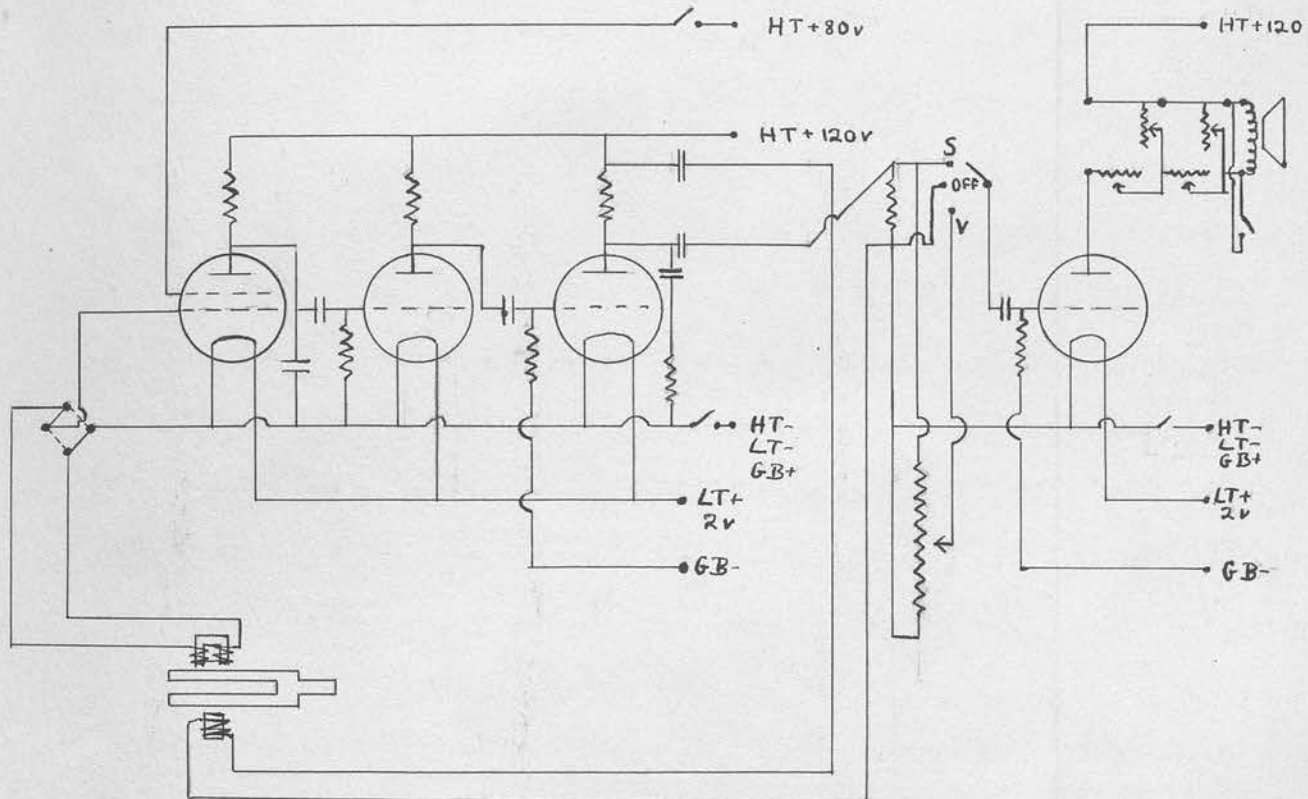 HT+80v
HT+120
HT+120v
S
OFF
V
HT-
LT-
GB+
LT+
2v
GB-
HT-
LT-
GB+
LT+
2v
GB-